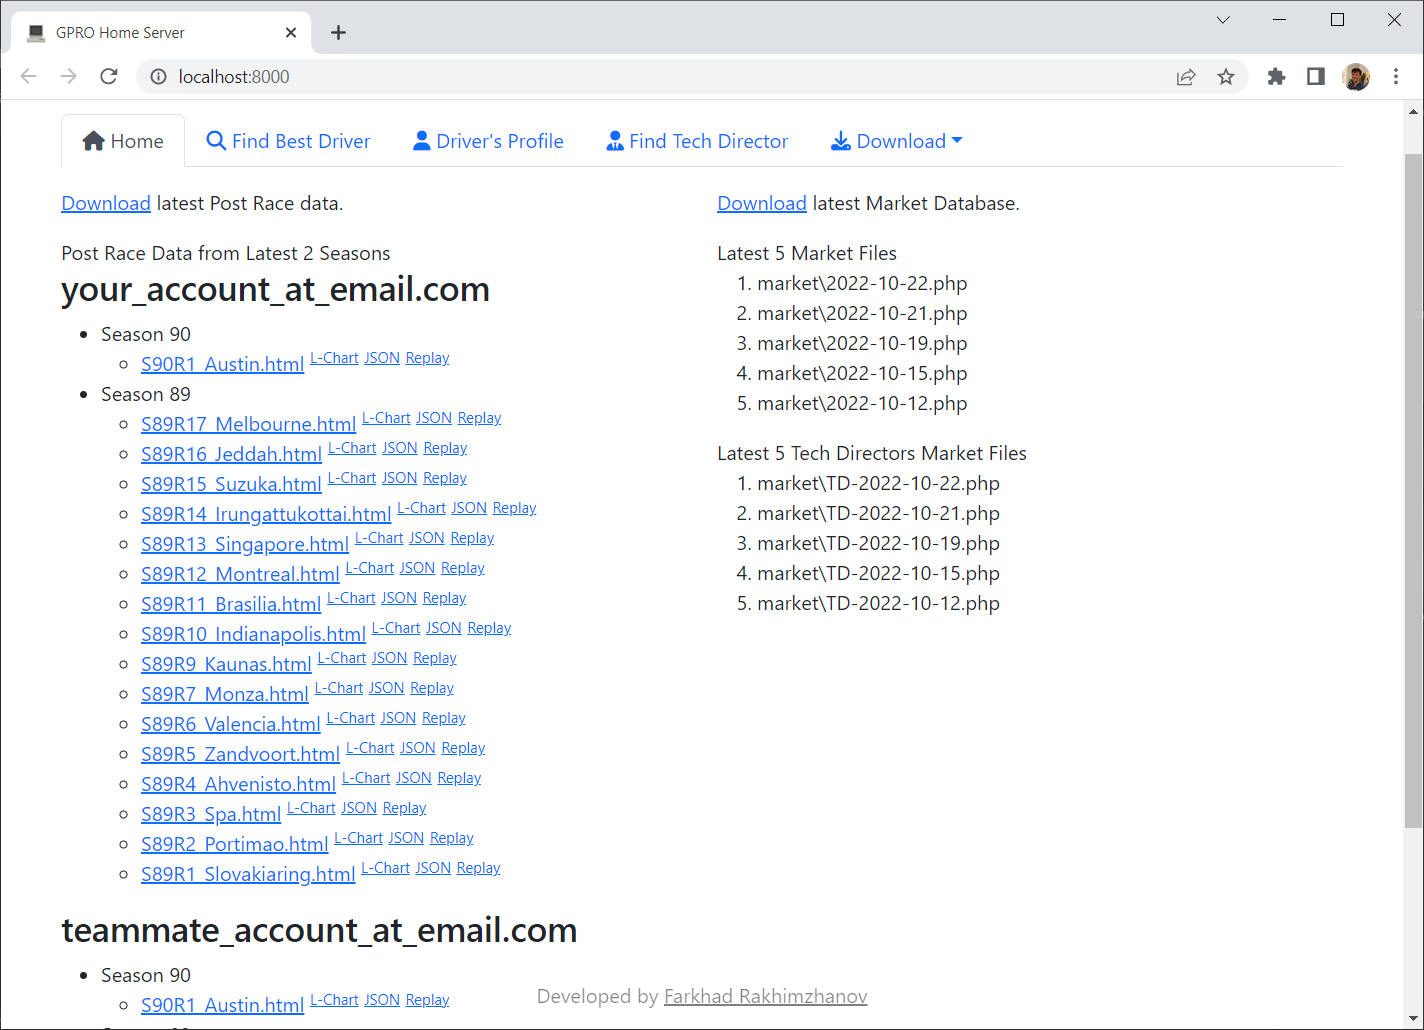 GPRO Home Server
localhost:8000
Home
Find Best Driver
Driver's Profile
Find Tech Director
Download
Download latest Post Race data.
Post Race Data from Latest 2 Seasons
your_account_at_email.com
Season 90
S90R1_Austin.html L-Chart JSON Replay
Season 89
S89R17_Melbourne.html L-Chart JSON Replay
S89R16_Jeddah.html L-Chart JSON Replay
S89R15_Suzuka.html L-Chart JSON Replay
S89R14_Irungattukottai.html L-Chart JSON Replay
S89R13_Singapore.html L-Chart JSON Replay
S89R12_Montreal.html L-Chart JSON Replay
S89R11_Brasilia.html L-Chart JSON Replay
S89R10_Indianapolis.html L-Chart JSON Replay
S89R9_Kaunas.html L-Chart JSON Replay
S89R7_Monza.html L-Chart JSON Replay
S89R6_Valencia.html L-Chart JSON Replay
S89R5_Zandvoort.html L-Chart JSON Replay
S89R4_Ahvenisto.html L-Chart JSON Replay
S89R3_Spa.html L-Chart JSON Replay
S89R2_Portimao.html L-Chart JSON Replay
S89R1_Slovakiaring.html L-Chart JSON Replay
teammate_account_at_email.com
Season 90
S90R1_Austin.html L-Chart JSON Replay
Download latest Market Database.
Latest 5 Market Files
1. market\2022-10-22.php
2. market\2022-10-21.php
3. market\2022-10-19.php
4. market\2022-10-15.php
5. market\2022-10-12.php
Latest 5 Tech Directors Market Files
1. market\TD-2022-10-22.php
2. market\TD-2022-10-21.php
3. market\TD-2022-10-19.php
4. market\TD-2022-10-15.php
5. market\TD-2022-10-12.php
Developed by Farkhad Rakhimzhanov